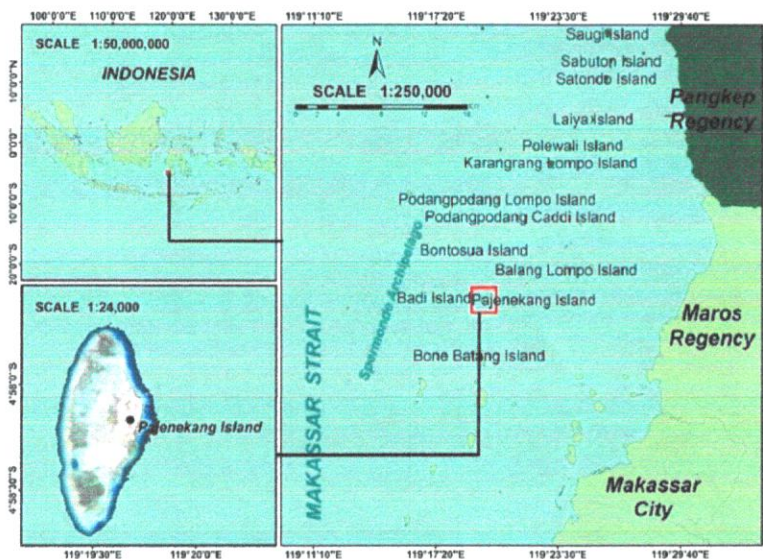 100°0'0"E 110°0'0"E 120°0'0"E 130°0'0"E
SCALE 1:50,000,000
INDONESIA
10°0'0"N
0°0'0"
10°0'0"S
20°0'0"S
SCALE 1:24,000
Pajenekang Island
4°58'0"S
4°58'30"S
119°19'30"E 119°20'0"E
119°11'10"E 119°17'20"E 119°23'30"E 119°29'40"E
N
SCALE 1:250,000
Saugi Island
Sabuton Island
Satondo Island
Pangkep
Regency
Laiya Island
Polewali Island
Karangrang Lompo Island
Podangpodang Lompo Island
Podangpodang Caddi Island
Bontosua Island
Balang Lompo Island
Badi Island
Pajenekang Island
Spermonde Archipelago
Maros
Regency
Bone Batang Island
MAKASSAR STRAIT
Makassar
City
119°11'10"E 119°17'20"E 119°23'30"E 119°29'40"E